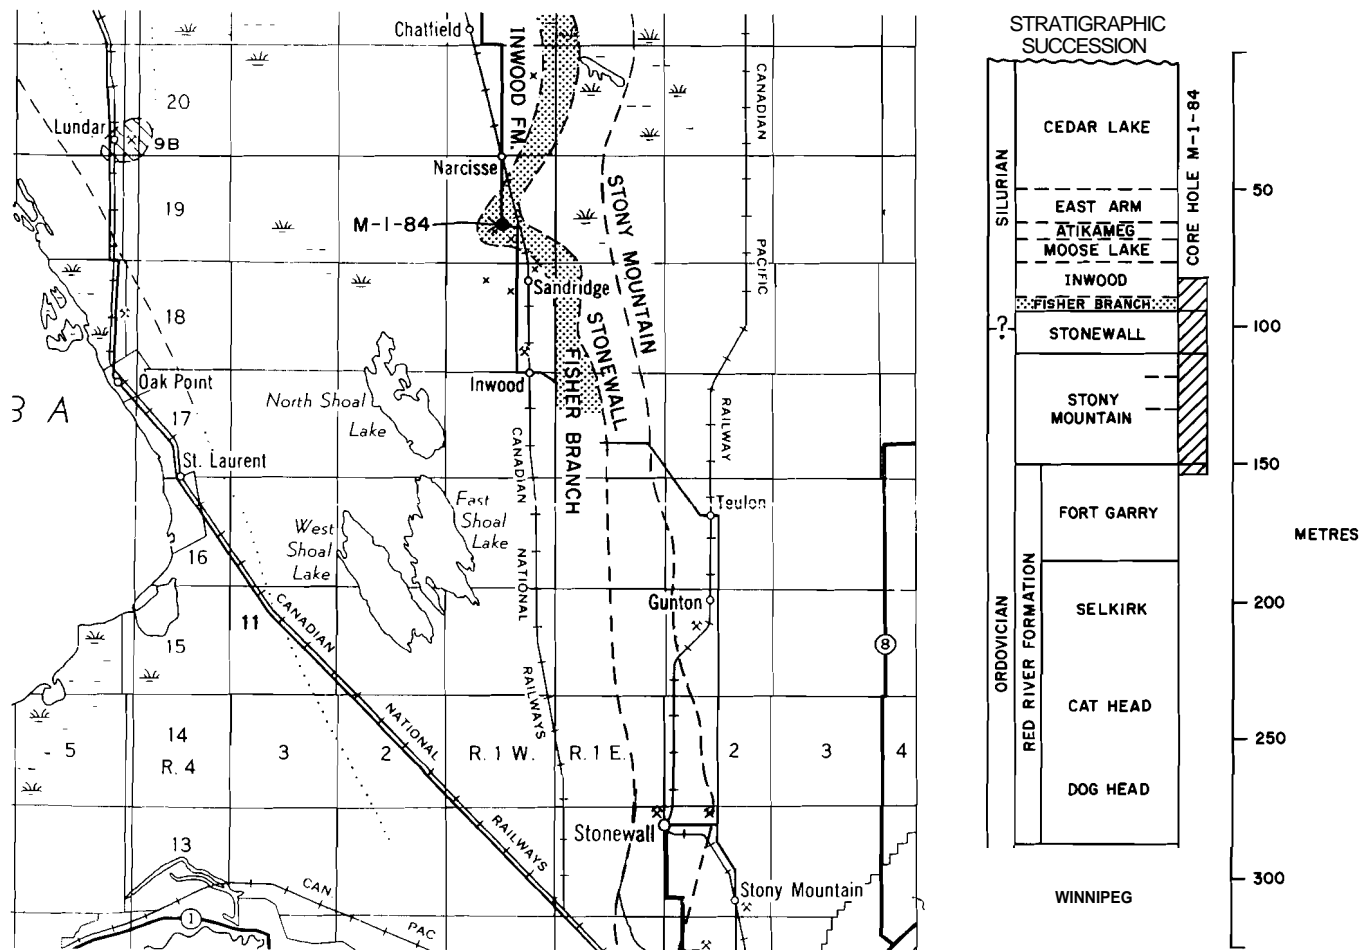 Chatfield
INWOOD FM.
CANADIAN
20
Lundar
9B
Narcisse
19
M-1-84
STONY MOUNTAIN
PACIFIC
Sandridge
18
STONEWALL
Oak Point
Inwood
FISHER BRANCH
B A
17
North Shoal
Lake
CANADIAN
RAILWAY
St. Laurent
East
Shoal
Lake
Teulon
West
Shoal
Lake
16
NATIONAL
CANADIAN
Gunton
11
15
8
RAILWAYS
NATIONAL
5
14
R. 4
3
2
R. 1 W.
R. 1 E.
2
3
4
RAILWAYS
Stonewall
13
CAN
Stony Mountain
1
PAC
STRATIGRAPHIC
SUCCESSION
SILURIAN
CEDAR LAKE
CORE HOLE M-1-84
EAST ARM
50
ATIKAMEG
MOOSE LAKE
INWOOD
FISHER BRANCH
?
STONEWALL
100
STONY
MOUNTAIN
150
ORDOVICIAN
RED RIVER FORMATION
FORT GARRY
METRES
SELKIRK
200
CAT HEAD
250
DOG HEAD
300
WINNIPEG